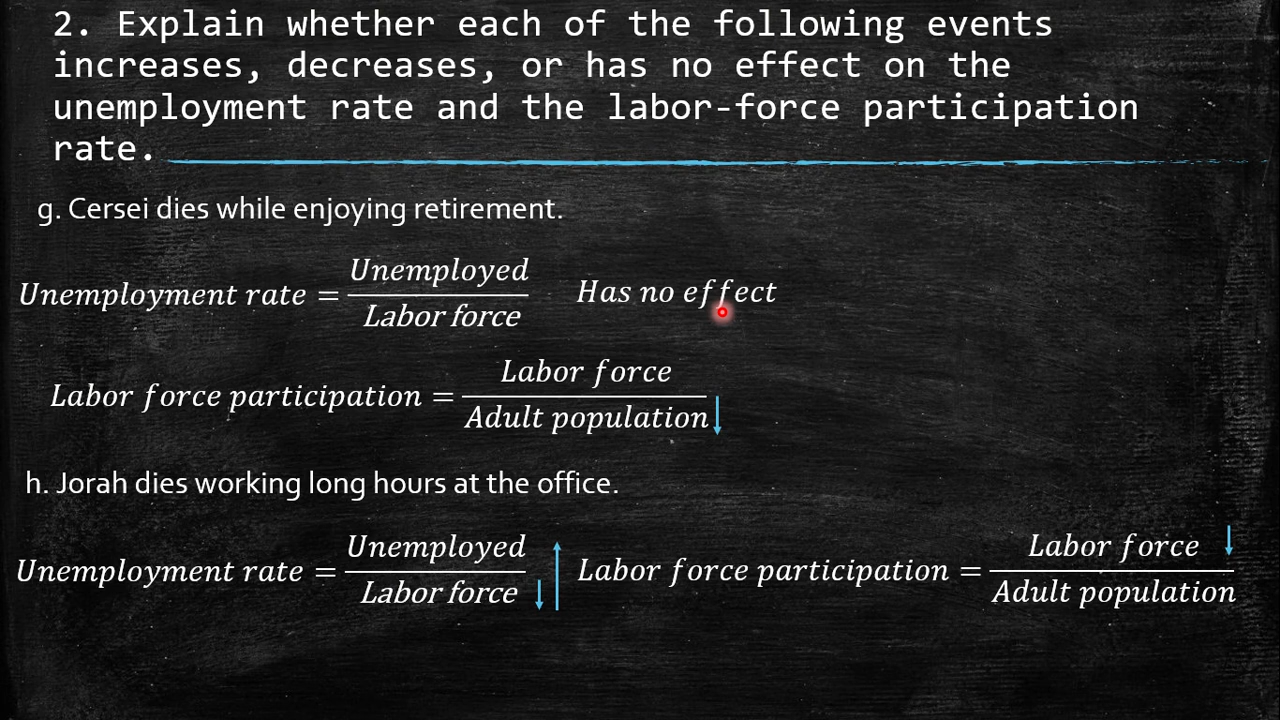 2. Explain whether each of the following events
increases, decreases, or has no effect on the
unemployment rate and the labor-force participation
rate.
g. Cersei dies while enjoying retirement.
Unemployment rate = Unemployed / Labor force Has no effect
Labor force participation = Labor force / Adult population ↓
h. Jorah dies working long hours at the office.
Unemployment rate = Unemployed / Labor force ↓ ↑ Labor force participation = Labor force ↓ / Adult population